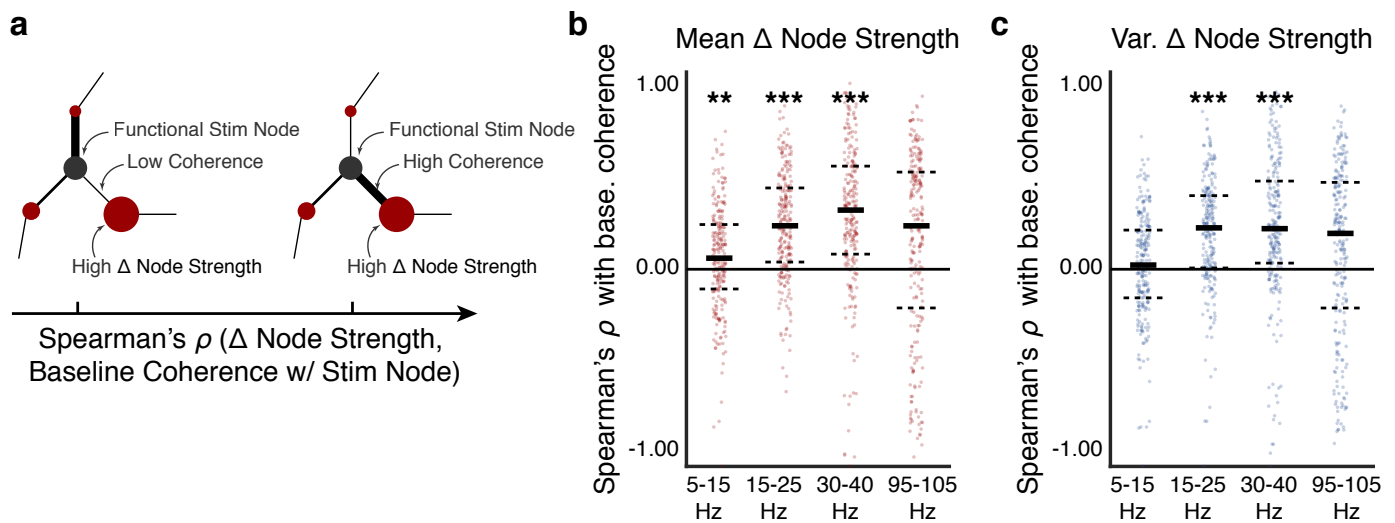 a
Functional Stim Node
Low Coherence
High Δ Node Strength
Functional Stim Node
High Coherence
High Δ Node Strength
Spearman's ρ (Δ Node Strength,
Baseline Coherence w/ Stim Node)
b
Mean Δ Node Strength
Spearman's ρ with base. coherence
1.00
0.00
-1.00
** *** ***
5-15 15-25 30-40 95-105
Hz Hz Hz Hz
c
Var. Δ Node Strength
Spearman's ρ with base. coherence
1.00
0.00
-1.00
*** ***
5-15 15-25 30-40 95-105
Hz Hz Hz Hz